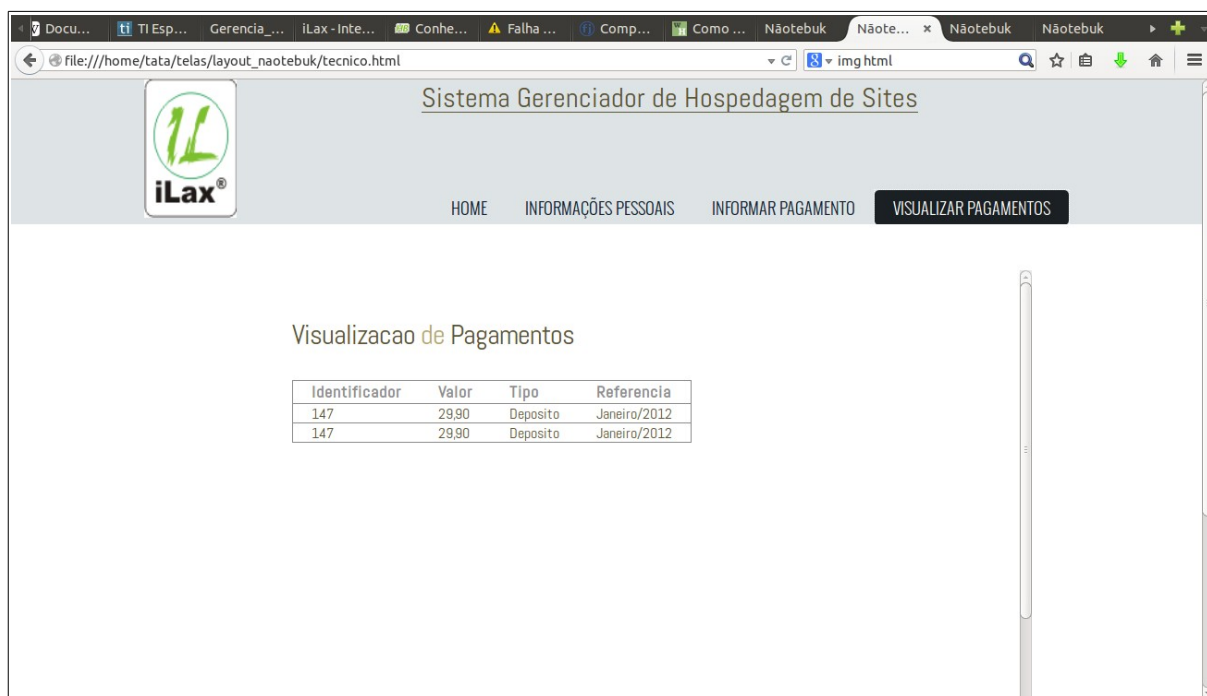 Docu... TI Esp... Gerencia_... iLax - Inte... Conhe... Falha ... Comp... Como ... Nãotebuk Nãote... Nãotebuk Nãotebuk
file:///home/tata/telas/layout_naotebuk/tecnico.html img html
Sistema Gerenciador de Hospedagem de Sites
iLax®
HOME INFORMAÇÕES PESSOAIS INFORMAR PAGAMENTO VISUALIZAR PAGAMENTOS
Visualizacao de Pagamentos
Identificador Valor Tipo Referencia
147 29,90 Deposito Janeiro/2012
147 29,90 Deposito Janeiro/2012